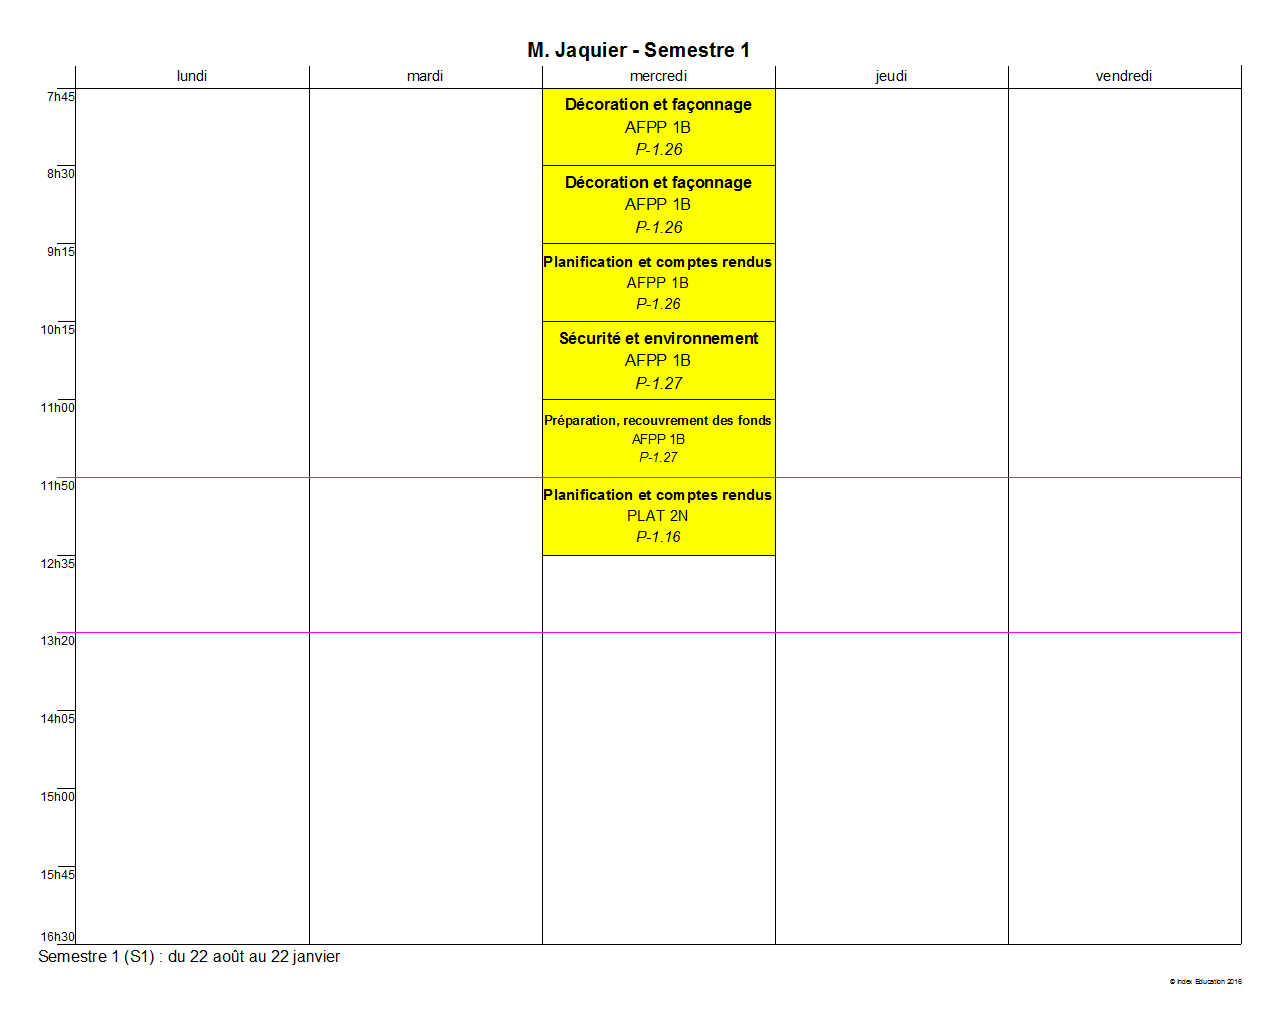 M. Jaquier - Semestre 1
lundi mardi mercredi jeudi vendredi
7h45
Décoration et façonnage
AFPP 1B
P-1.26
8h30
Décoration et façonnage
AFPP 1B
P-1.26
9h15
Planification et comptes rendus
AFPP 1B
P-1.26
10h15
Sécurité et environnement
AFPP 1B
P-1.27
11h00
Préparation, recouvrement des fonds
AFPP 1B
P-1.27
11h50
Planification et comptes rendus
PLAT 2N
P-1.16
12h35
13h20
14h05
15h00
15h45
16h30
Semestre 1 (S1) : du 22 août au 22 janvier
© Index Education 2016